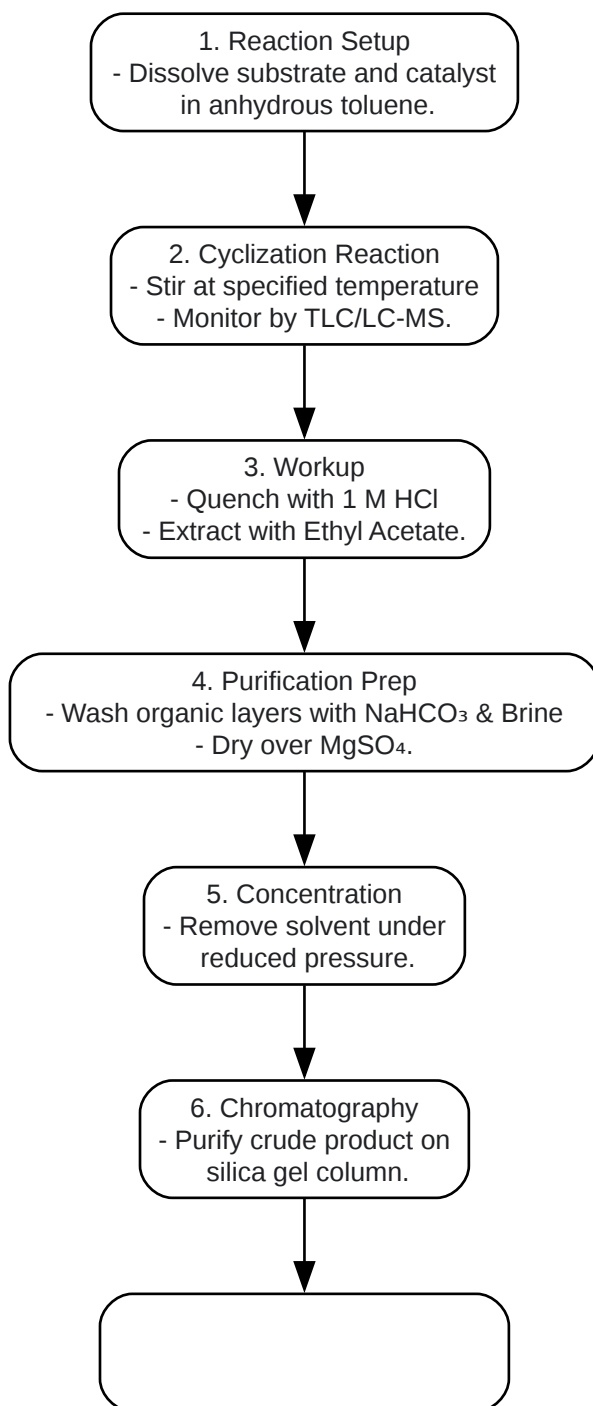 1. Reaction Setup
- Dissolve substrate and catalyst
in anhydrous toluene.
2. Cyclization Reaction
- Stir at specified temperature
- Monitor by TLC/LC-MS.
3. Workup
- Quench with 1 M HCl
- Extract with Ethyl Acetate.
4. Purification Prep
- Wash organic layers with NaHCO₃ & Brine
- Dry over MgSO₄.
5. Concentration
- Remove solvent under
reduced pressure.
6. Chromatography
- Purify crude product on
silica gel column.